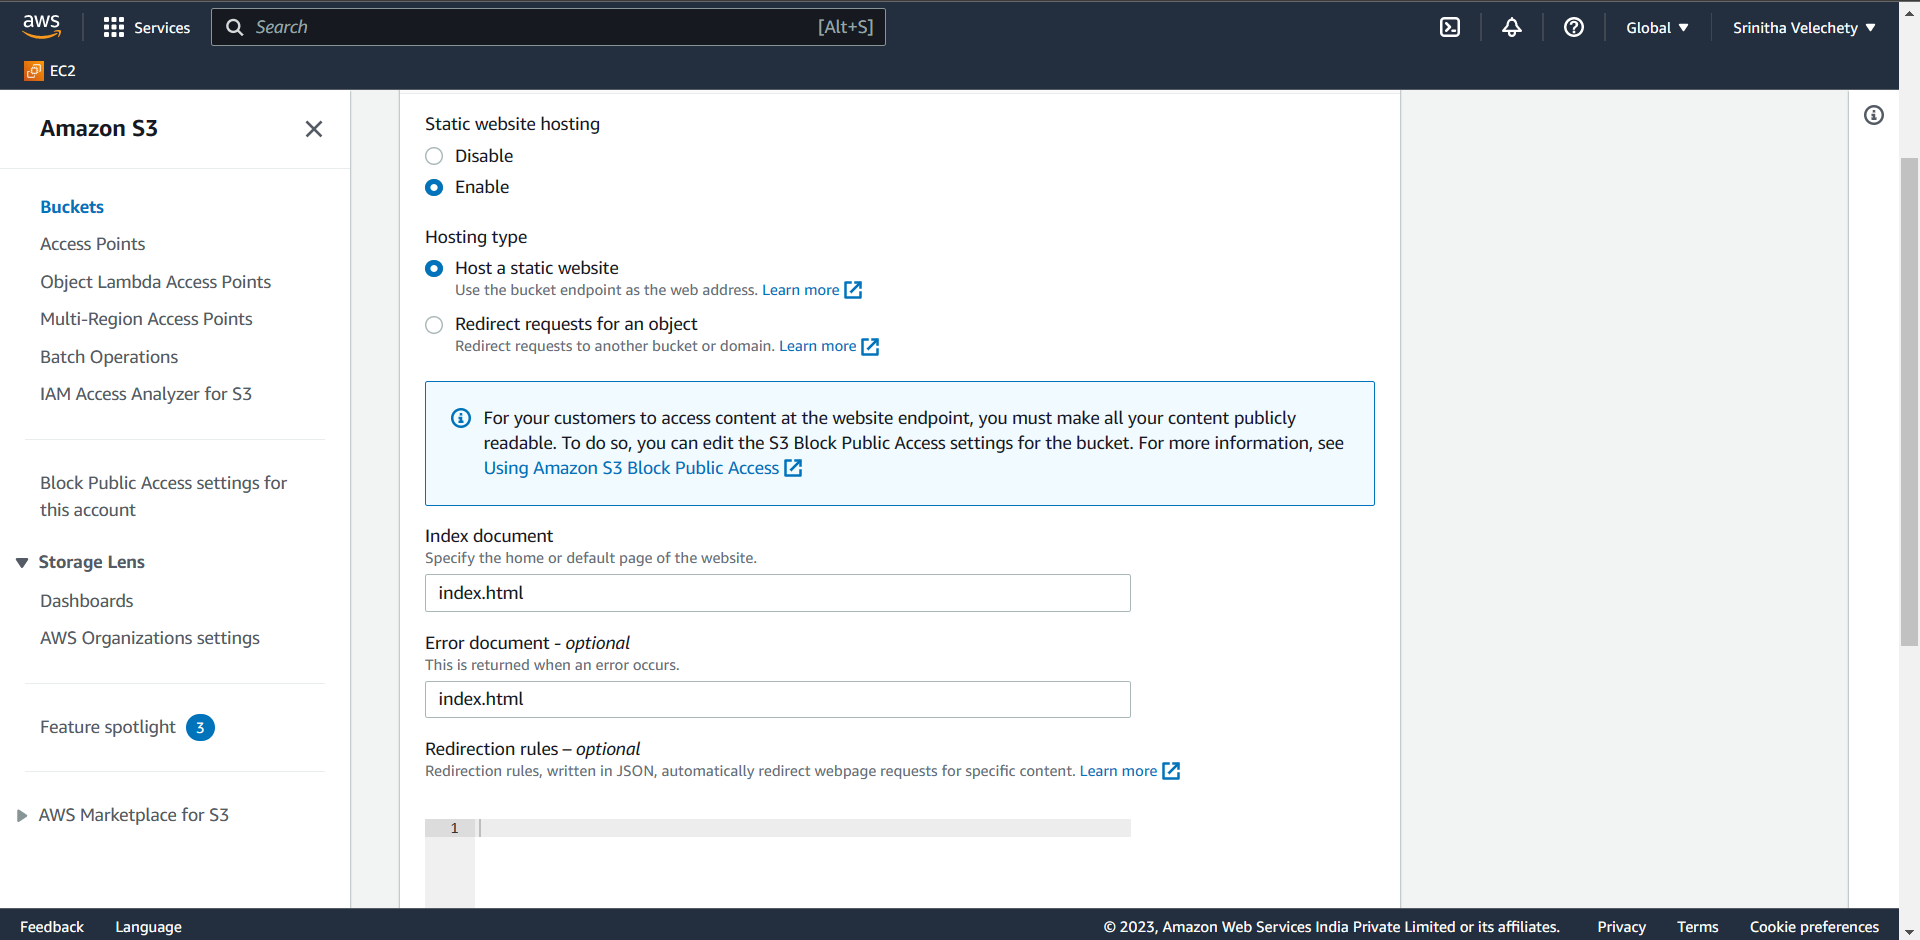 aws
Services
Search
[Alt+S]
Global
Srinitha Velechety
EC2
Amazon S3
Buckets
Access Points
Object Lambda Access Points
Multi-Region Access Points
Batch Operations
IAM Access Analyzer for S3
Block Public Access settings for
this account
Storage Lens
Dashboards
AWS Organizations settings
Feature spotlight 3
AWS Marketplace for S3
Static website hosting
Disable
Enable
Hosting type
Host a static website
Use the bucket endpoint as the web address. Learn more
Redirect requests for an object
Redirect requests to another bucket or domain. Learn more
For your customers to access content at the website endpoint, you must make all your content publicly
readable. To do so, you can edit the S3 Block Public Access settings for the bucket. For more information, see
Using Amazon S3 Block Public Access
Index document
Specify the home or default page of the website.
index.html
Error document - optional
This is returned when an error occurs.
index.html
Redirection rules – optional
Redirection rules, written in JSON, automatically redirect webpage requests for specific content. Learn more
1
Feedback
Language
© 2023, Amazon Web Services India Private Limited or its affiliates.
Privacy
Terms
Cookie preferences